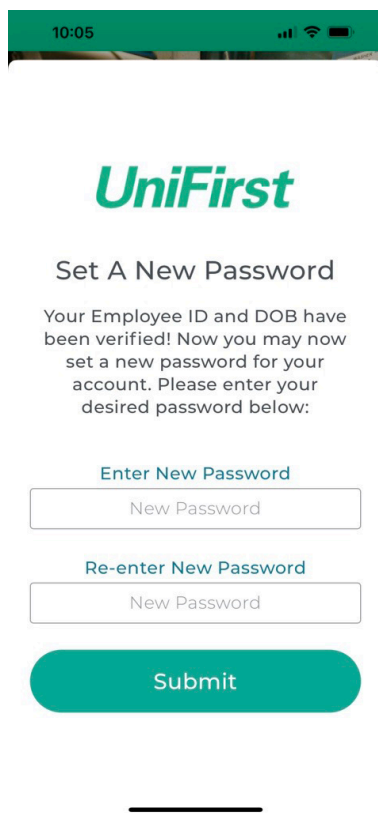 10:05
UniFirst
Set A New Password
Your Employee ID and DOB have
been verified! Now you may now
set a new password for your
account. Please enter your
desired password below:
Enter New Password
New Password
Re-enter New Password
New Password
Submit